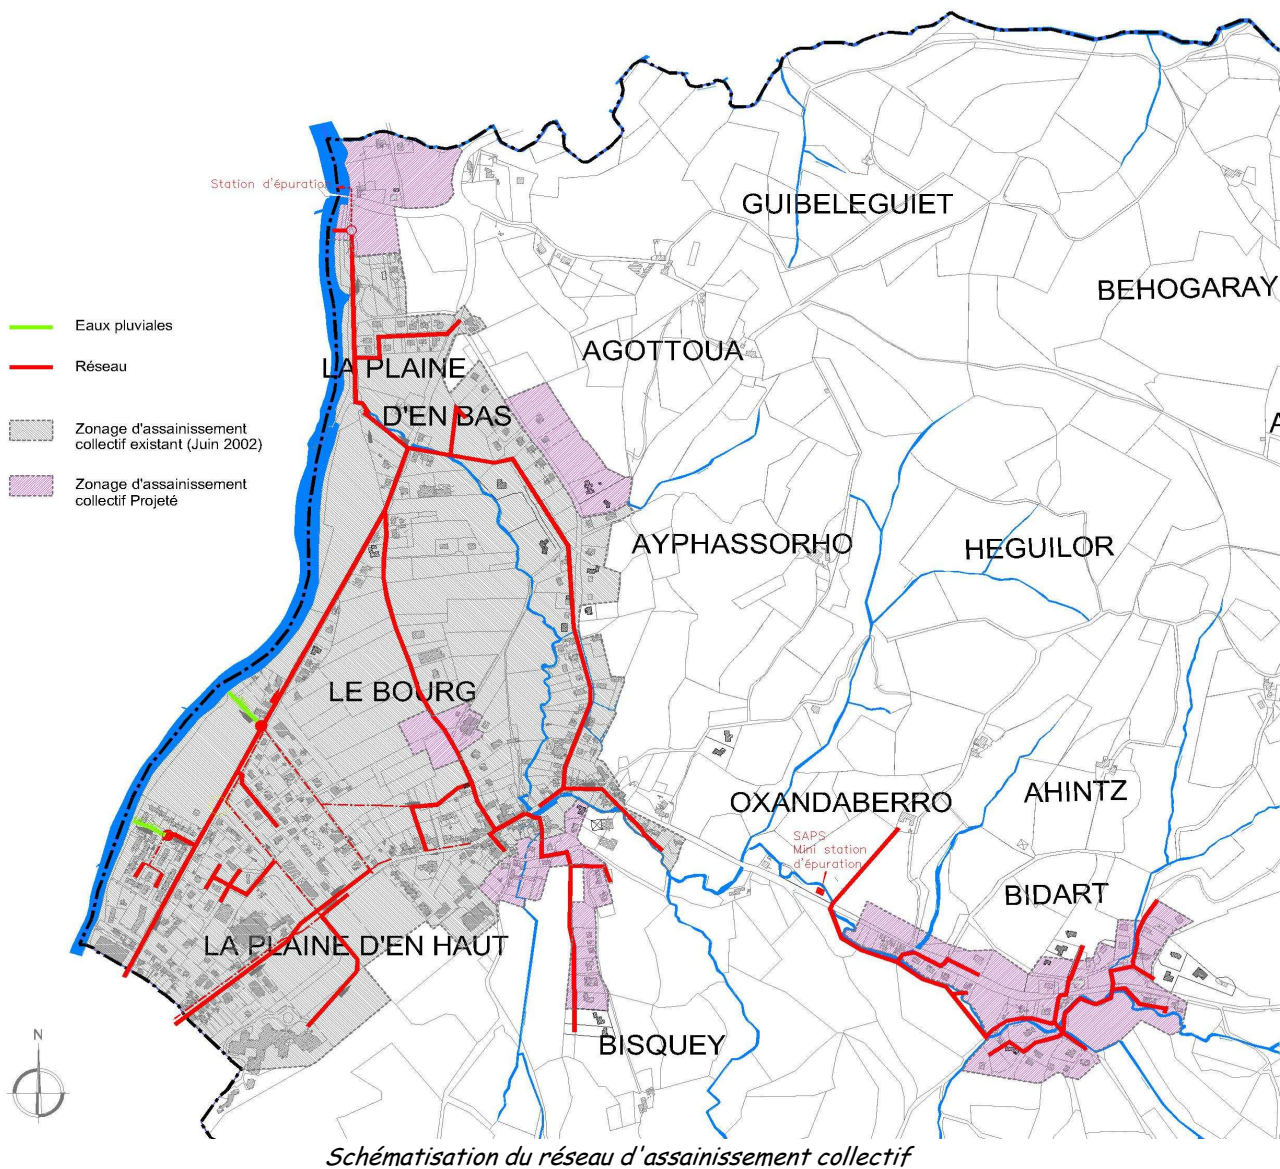 Station d'épuratio
GUIBELEGUIET
BEHOGARAY
Eaux pluviales
Réseau
Zonage d'assainissement
collectif existant (Juin 2002)
Zonage d'assainissement
collectif Projeté
LA PLAINE
D'EN BAS
AGOTTOUA
A
AYPHASSORHO
HEGUILOR
LE BOURG
OXANDABERRO
AHINTZ
SAPS
Mini station
d'épuration
BIDART
LA PLAINE D'EN HAUT
BISQUEY
N
Schématisation du réseau d'assainissement collectif